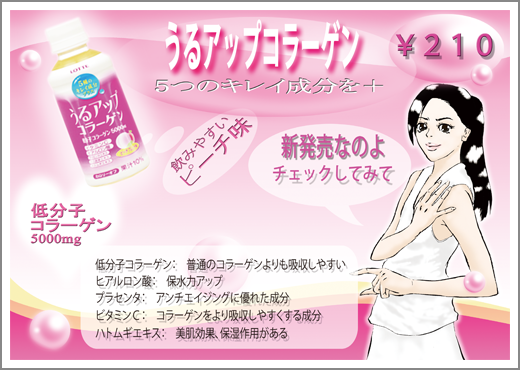 うるアップコラーゲン
¥210
5つのキレイ成分を+
LOTTE
うるアップ
コラーゲン
飲みやすい
ピーチ味
新発売なのよ
チェックしてみて
低分子
コラーゲン
5000mg
低分子コラーゲン： 普通のコラーゲンよりも吸収しやすい
ヒアルロン酸： 保水力アップ
プラセンタ： アンチエイジングに優れた成分
ビタミンC： コラーゲンをより吸収しやすくする成分
ハトムギエキス： 美肌効果、保湿作用がある